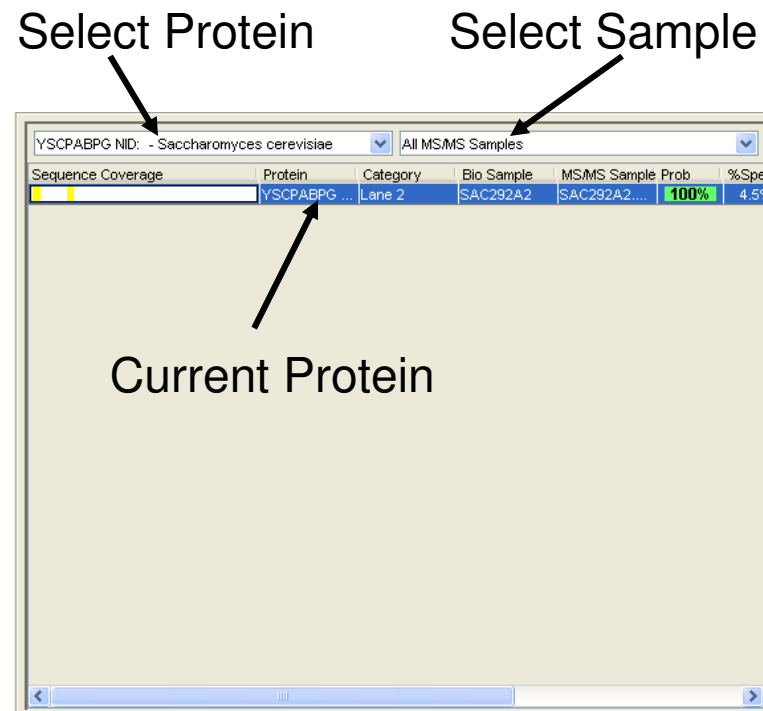 Select Protein Select Sample
YSCPABPG NID: - Saccharomyces cerevisiae All MS/MS Samples
Sequence Coverage Protein Category Bio Sample MS/MS Sample Prob %Spe
YSCPABPG ... Lane 2 SAC292A2 SAC292A2.... 100% 4.5%
Current Protein